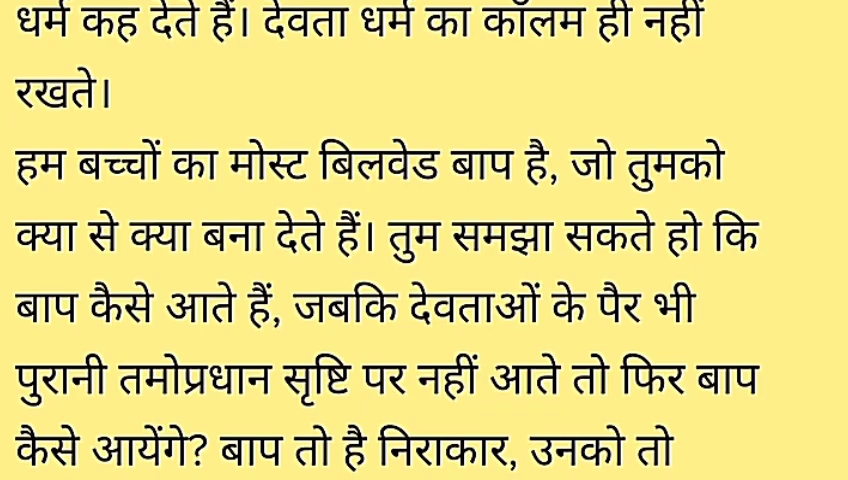 धर्म कह देते हैं। देवता धर्म का कॉलम ही नहीं
रखते।
हम बच्चों का मोस्ट बिलवेड बाप है, जो तुमको
क्या से क्या बना देते हैं। तुम समझा सकते हो कि
बाप कैसे आते हैं, जबकि देवताओं के पैर भी
पुरानी तमोप्रधान सृष्टि पर नहीं आते तो फिर बाप
कैसे आयेंगे? बाप तो है निराकार, उनको तो